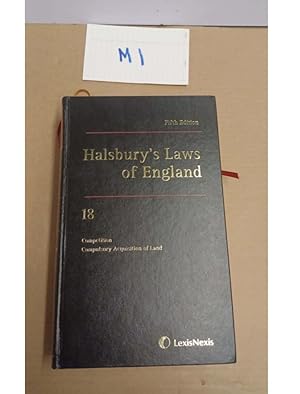 M1
Fifth Edition
Halsbury's Laws
of England
18
Competition
Compulsory Acquisition of Land
LexisNexis